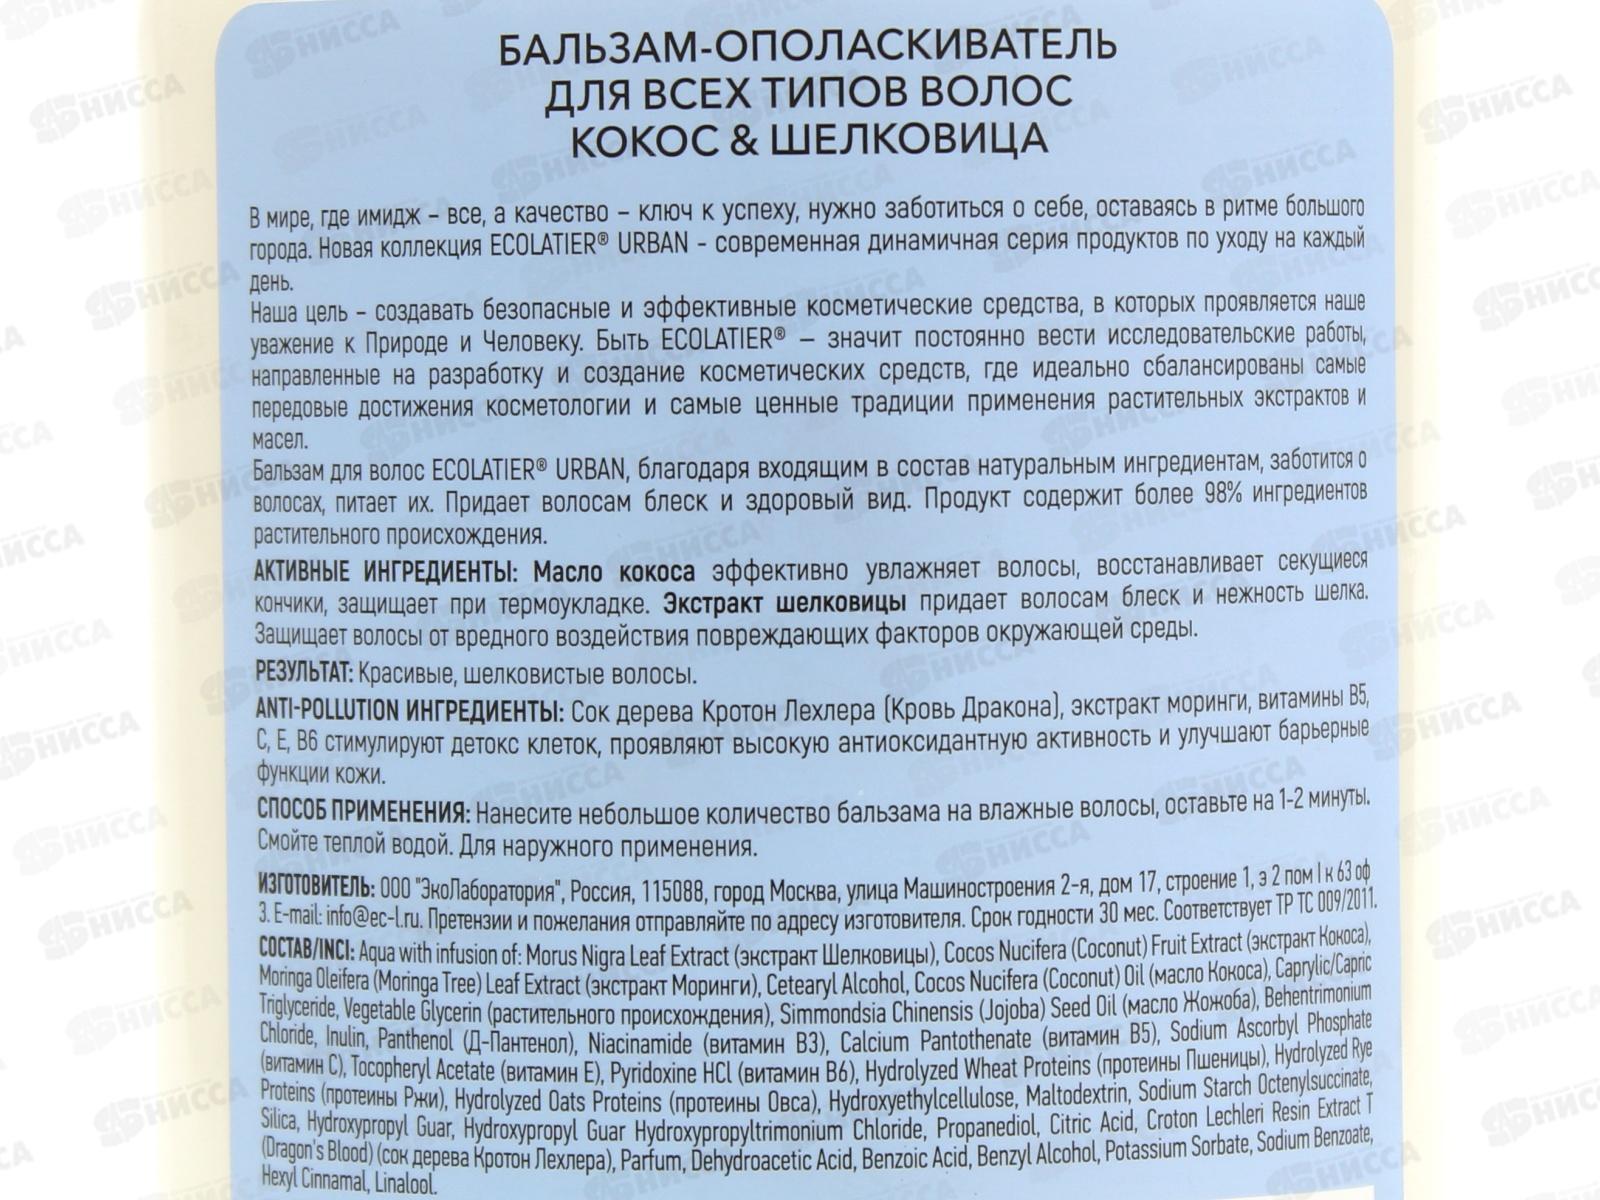 БАЛЬЗАМ-ОПОЛАСКИВАТЕЛЬ
ДЛЯ ВСЕХ ТИПОВ ВОЛОС
КОКОС & ШЕЛКОВИЦА
В мире, где имидж – все, а качество – ключ к успеху, нужно заботиться о себе, оставаясь в ритме большого
города. Новая коллекция ECOLATIER® URBAN - современная динамичная серия продуктов по уходу на каждый
день.
Наша цель – создавать безопасные и эффективные косметические средства, в которых проявляется наше
уважение к Природе и Человеку. Быть ECOLATIER® – значит постоянно вести исследовательские работы,
направленные на разработку и создание косметических средств, где идеально сбалансированы самые
передовые достижения косметологии и самые ценные традиции применения растительных экстрактов и
масел.
Бальзам для волос ECOLATIER® URBAN, благодаря входящим в состав натуральным ингредиентам, заботится о
волосах, питает их. Придает волосам блеск и здоровый вид. Продукт содержит более 98% ингредиентов
растительного происхождения.
АКТИВНЫЕ ИНГРЕДИЕНТЫ: Масло кокоса эффективно увлажняет волосы, восстанавливает секущиеся
кончики, защищает при термоукладке. Экстракт шелковицы придает волосам блеск и нежность шелка.
Защищает волосы от вредного воздействия повреждающих факторов окружающей среды.
РЕЗУЛЬТАТ: Красивые, шелковистые волосы.
ANTI-POLLUTION ИНГРЕДИЕНТЫ: Сок дерева Кротон Лехлера (Кровь Дракона), экстракт моринги, витамины B5,
C, E, B6 стимулируют детокс клеток, проявляют высокую антиоксидантную активность и улучшают барьерные
функции кожи.
СПОСОБ ПРИМЕНЕНИЯ: Нанесите небольшое количество бальзама на влажные волосы, оставьте на 1-2 минуты.
Смойте теплой водой. Для наружного применения.
ИЗГОТОВИТЕЛЬ: ООО "ЭкоЛаборатория", Россия, 115088, город Москва, улица Машиностроения 2-я, дом 17, строение 1, э 2 пом I к 63 оф
3. E-mail: info@ec-l.ru. Претензии и пожелания отправляйте по адресу изготовителя. Срок годности 30 мес. Соответствует ТР ТС 009/2011.
СОСТАВ/INCI: Aqua with infusion of: Morus Nigra Leaf Extract (экстракт Шелковицы), Cocos Nucifera (Coconut) Fruit Extract (экстракт Кокоса),
Moringa Oleifera (Moringa Tree) Leaf Extract (экстракт Моринги), Cetearyl Alcohol, Cocos Nucifera (Coconut) Oil (масло Кокоса), Caprylic/Capric
Triglyceride, Vegetable Glycerin (растительного происхождения), Simmondsia Chinensis (Jojoba) Seed Oil (масло Жожоба), Behentrimonium
Chloride, Inulin, Panthenol (Д-Пантенол), Niacinamide (витамин B3), Calcium Pantothenate (витамин B5), Sodium Ascorbyl Phosphate
(витамин C), Tocopheryl Acetate (витамин E), Pyridoxine HCl (витамин B6), Hydrolyzed Wheat Proteins (протеины Пшеницы), Hydrolyzed Rye
Proteins (протеины Ржи), Hydrolyzed Oats Proteins (протеины Овса), Hydroxyethylcellulose, Maltodextrin, Sodium Starch Octenylsuccinate,
Silica, Hydroxypropyl Guar, Hydroxypropyl Guar Hydroxypropyltrimonium Chloride, Propanediol, Citric Acid, Croton Lechleri Resin Extract T
(Dragon's Blood) (сок дерева Кротон Лехлера), Parfum, Dehydroacetic Acid, Benzoic Acid, Benzyl Alcohol, Potassium Sorbate, Sodium Benzoate,
Hexyl Cinnamal, Linalool.
НИССА